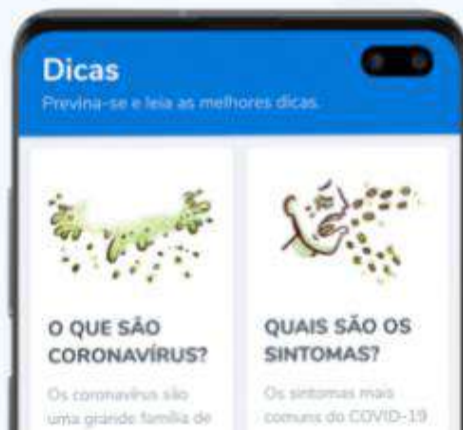 Dicas
Previna-se e leia as melhores dicas.
O QUE SÃO
CORONAVÍRUS?
Os coronavírus são
uma grande família de
QUAIS SÃO OS
SINTOMAS?
Os sintomas mais
comuns do COVID-19